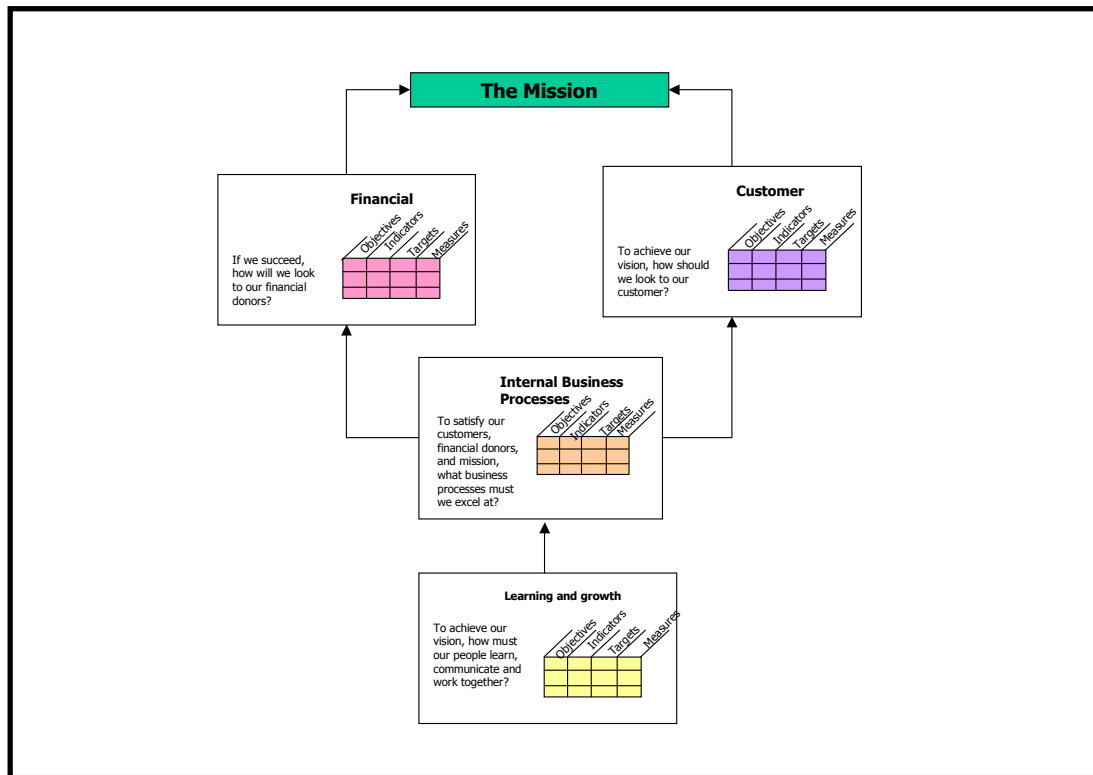 The Mission
Financial
Objectives
Indicators
Targets
Measures
If we succeed,
how will we look
to our financial
donors?
Customer
Objectives
Indicators
Targets
Measures
To achieve our
vision, how should
we look to our
customer?
Internal Business
Processes
Objectives
Indicators
Targets
Measures
To satisfy our
customers,
financial donors,
and mission,
what business
processes must
we excel at?
Learning and growth
Objectives
Indicators
Targets
Measures
To achieve our
vision, how must
our people learn,
communicate and
work together?